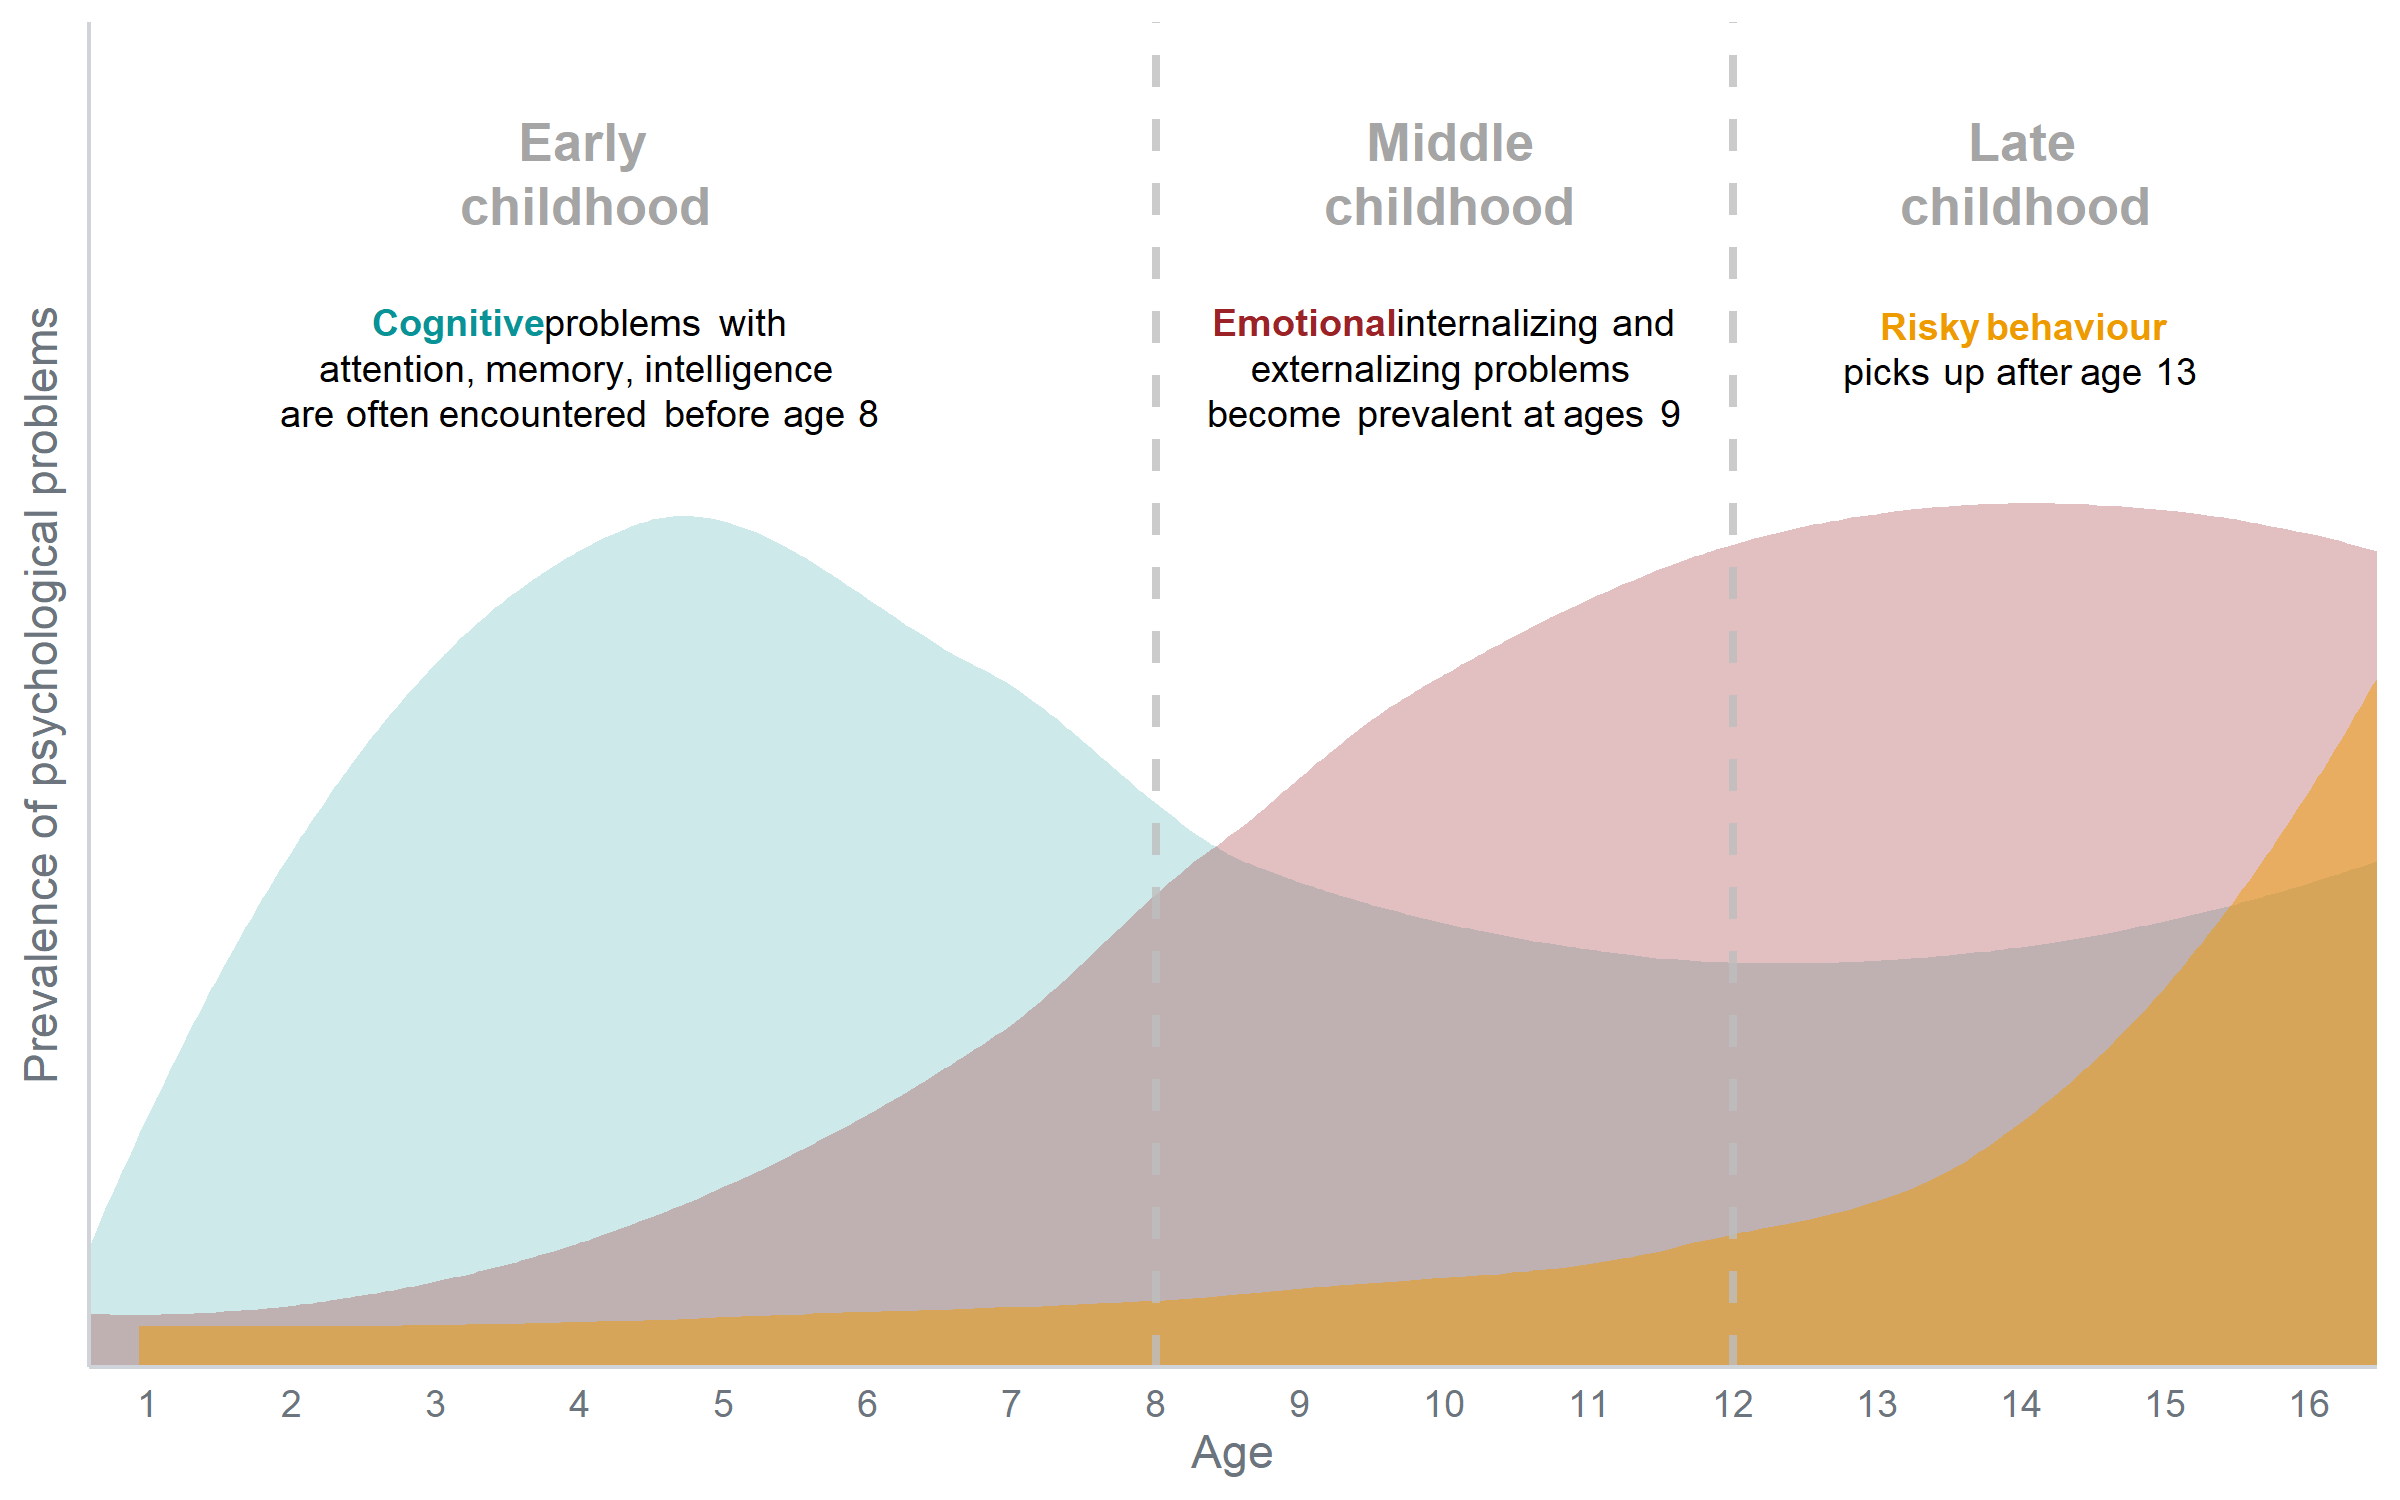 Early
childhood
Middle
childhood
Late
childhood
Cognitiveproblems with
attention, memory, intelligence
are often encountered before age 8
Emotionalinternalizing and
externalizing problems
become prevalent at ages 9
Risky behaviour
picks up after age 13
Prevalence of psychological problems
1 2 3 4 5 6 7 8 9 10 11 12 13 14 15 16
Age